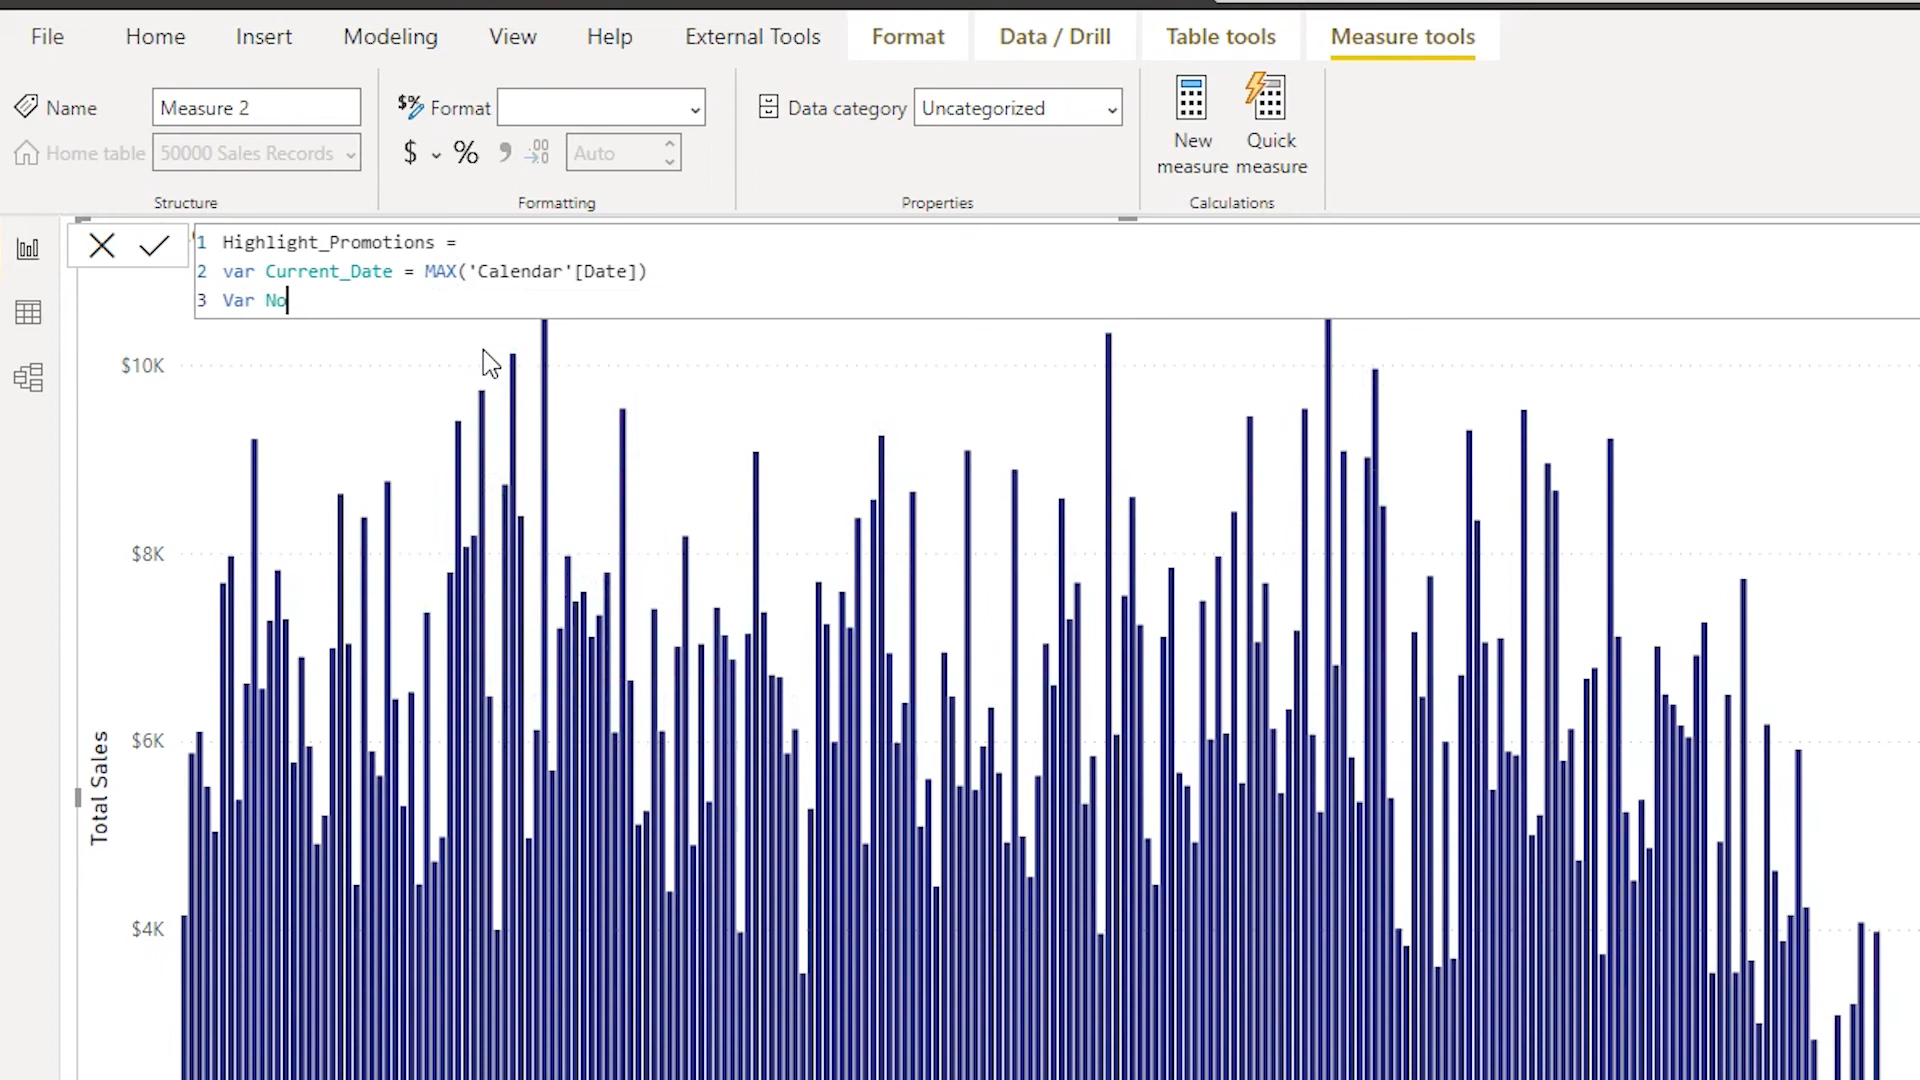 File Home Insert Modeling View Help External Tools Format Data / Drill Table tools Measure tools
Name Measure 2 $% Format Data category Uncategorized New measure Quick measure
Home table 50000 Sales Records $ % , .00 →0 Auto
Structure Formatting Properties Calculations
1 Highlight_Promotions =
2 var Current_Date = MAX('Calendar'[Date])
3 Var No
$10K
$8K
$6K
$4K
Total Sales